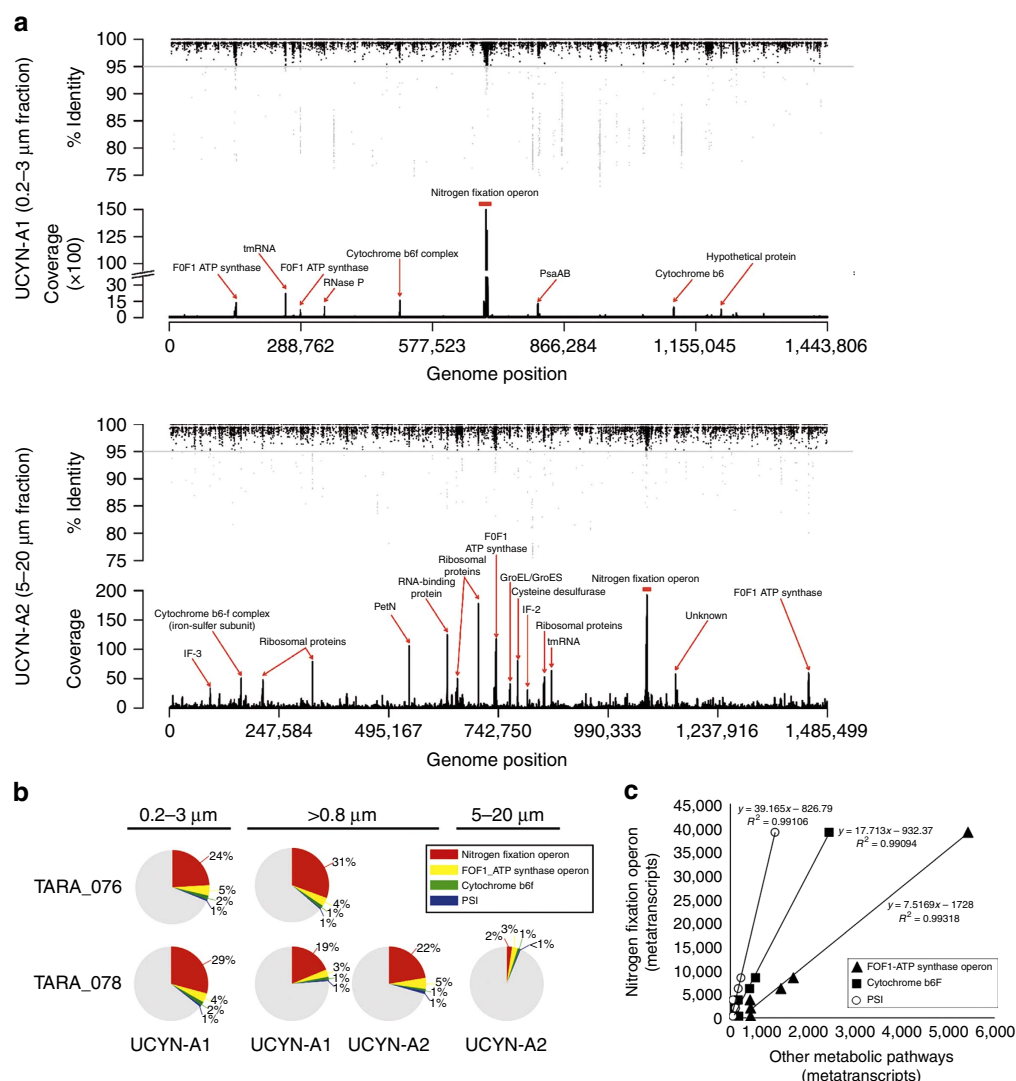 a
UCYN-A1 (0.2–3 μm fraction)
% Identity
100
95
90
85
80
75
Coverage
(×100)
150
125
100
30
15
0
Nitrogen fixation operon
tmRNA
Cytochrome b6f complex
F0F1 ATP synthase
F0F1 ATP synthase
RNase P
PsaAB
Hypothetical protein
Cytochrome b6
0 288,762 577,523 866,284 1,155,045 1,443,806
Genome position
UCYN-A2 (5–20 μm fraction)
% Identity
100
95
90
85
80
75
Coverage
200
150
100
50
0
F0F1
ATP synthase
Ribosomal
proteins
RNA-binding
protein
GroEL/GroES
Cysteine desulfurase
Nitrogen fixation operon
F0F1 ATP synthase
PetN
IF-2
Cytochrome b6-f complex
(iron-sulfer subunit)
Ribosomal proteins
Ribosomal proteins
tmRNA
Unknown
IF-3
0 247,584 495,167 742,750 990,333 1,237,916 1,485,499
Genome position
b
0.2–3 μm >0.8 μm 5–20 μm
Nitrogen fixation operon
FOF1_ATP synthase operon
Cytochrome b6f
PSI
TARA_076
24%
5%
2%
1%
31%
4%
1%
1%
TARA_078
29%
4%
2%
1%
19%
3%
1%
1%
22%
5%
1%
1%
2% 3% 1%
<1%
UCYN-A1 UCYN-A1 UCYN-A2 UCYN-A2
c
Nitrogen fixation operon
(metatranscripts)
45,000
40,000
35,000
30,000
25,000
20,000
15,000
10,000
5,000
0
y = 39.165x – 826.79
R² = 0.99106
y = 17.713x – 932.37
R² = 0.99094
y = 7.5169x – 1728
R² = 0.99318
FOF1-ATP synthase operon
Cytochrome b6F
PSI
0 1,000 2,000 3,000 4,000 5,000 6,000
Other metabolic pathways
(metatranscripts)